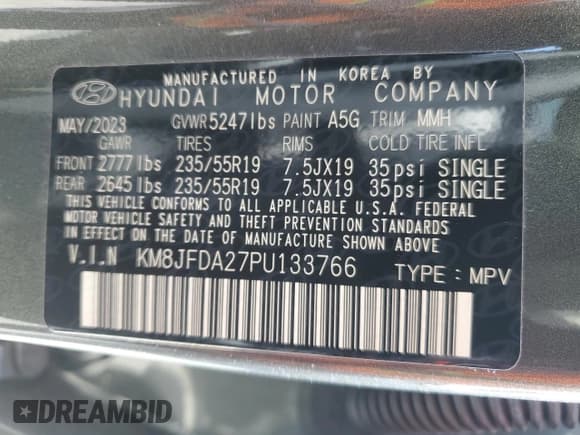 MANUFACTURED IN KOREA BY
HYUNDAI MOTOR COMPANY
MAY/2023 GVWR 5247lbs PAINT A5G TRIM MMH
GAWR TIRES RIMS COLD TIRE INFL
FRONT 2777lbs 235/55R19 7.5JX19 35psi SINGLE
REAR 2645lbs 235/55R19 7.5JX19 35psi SINGLE
THIS VEHICLE CONFORMS TO ALL APPLICABLE U.S.A. FEDERAL
MOTOR VEHICLE SAFETY AND THEFT PREVENTION STANDARDS
IN EFFECT ON THE DATE OF MANUFACTURE SHOWN ABOVE
V.I.N KM8JFDA27PU133766 TYPE : MPV
DREAMBID